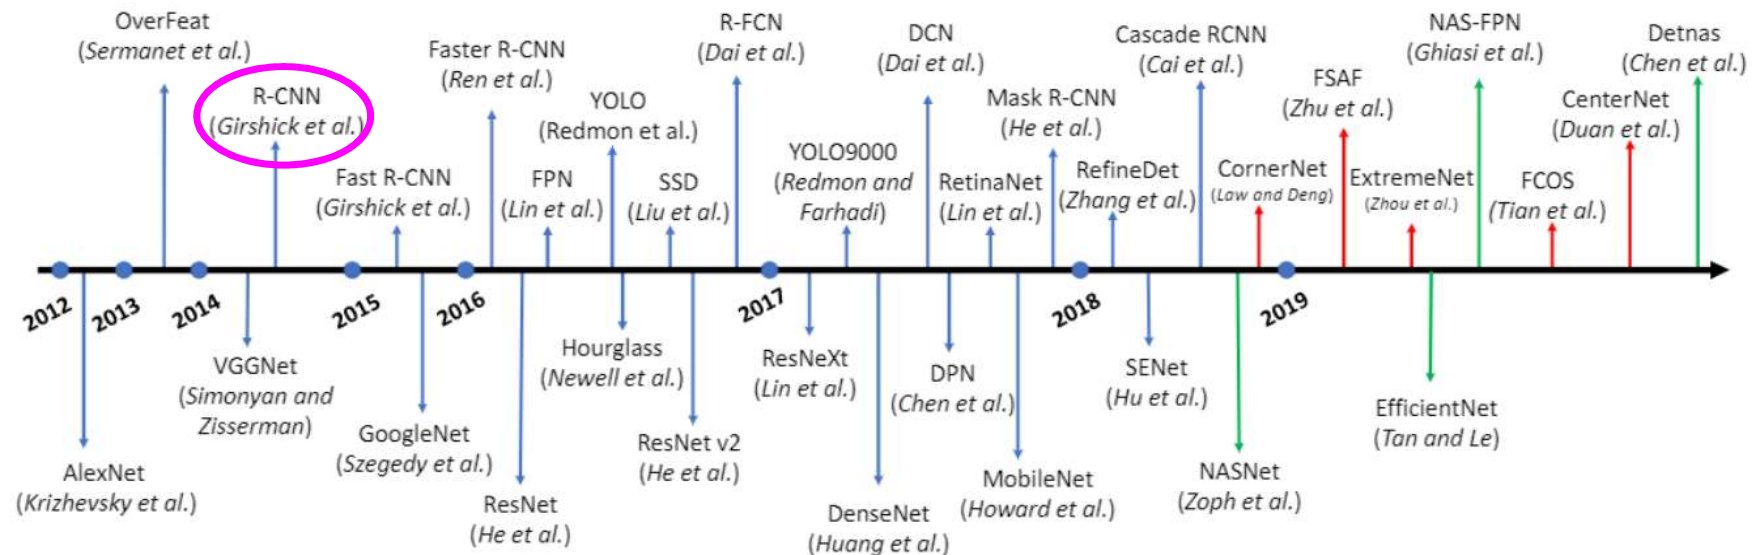 OverFeat
(Sermanet et al.)
R-CNN
(Girshick et al.)
Fast R-CNN
(Girshick et al.)
Faster R-CNN
(Ren et al.)
FPN
(Lin et al.)
YOLO
(Redmon et al.)
SSD
(Liu et al.)
R-FCN
(Dai et al.)
YOLO9000
(Redmon and
Farhadi)
DCN
(Dai et al.)
RetinaNet
(Lin et al.)
Mask R-CNN
(He et al.)
RefineDet
(Zhang et al.)
Cascade RCNN
(Cai et al.)
CornerNet
(Law and Deng)
FSAF
(Zhu et al.)
ExtremeNet
(Zhou et al.)
NAS-FPN
(Ghiasi et al.)
FCOS
(Tian et al.)
CenterNet
(Duan et al.)
Detnas
(Chen et al.)
2012
2013
2014
2015
2016
2017
2018
2019
AlexNet
(Krizhevsky et al.)
VGGNet
(Simonyan and
Zisserman)
GoogleNet
(Szegedy et al.)
ResNet
(He et al.)
Hourglass
(Newell et al.)
ResNet v2
(He et al.)
ResNeXt
(Lin et al.)
DenseNet
(Huang et al.)
DPN
(Chen et al.)
MobileNet
(Howard et al.)
SENet
(Hu et al.)
NASNet
(Zoph et al.)
EfficientNet
(Tan and Le)